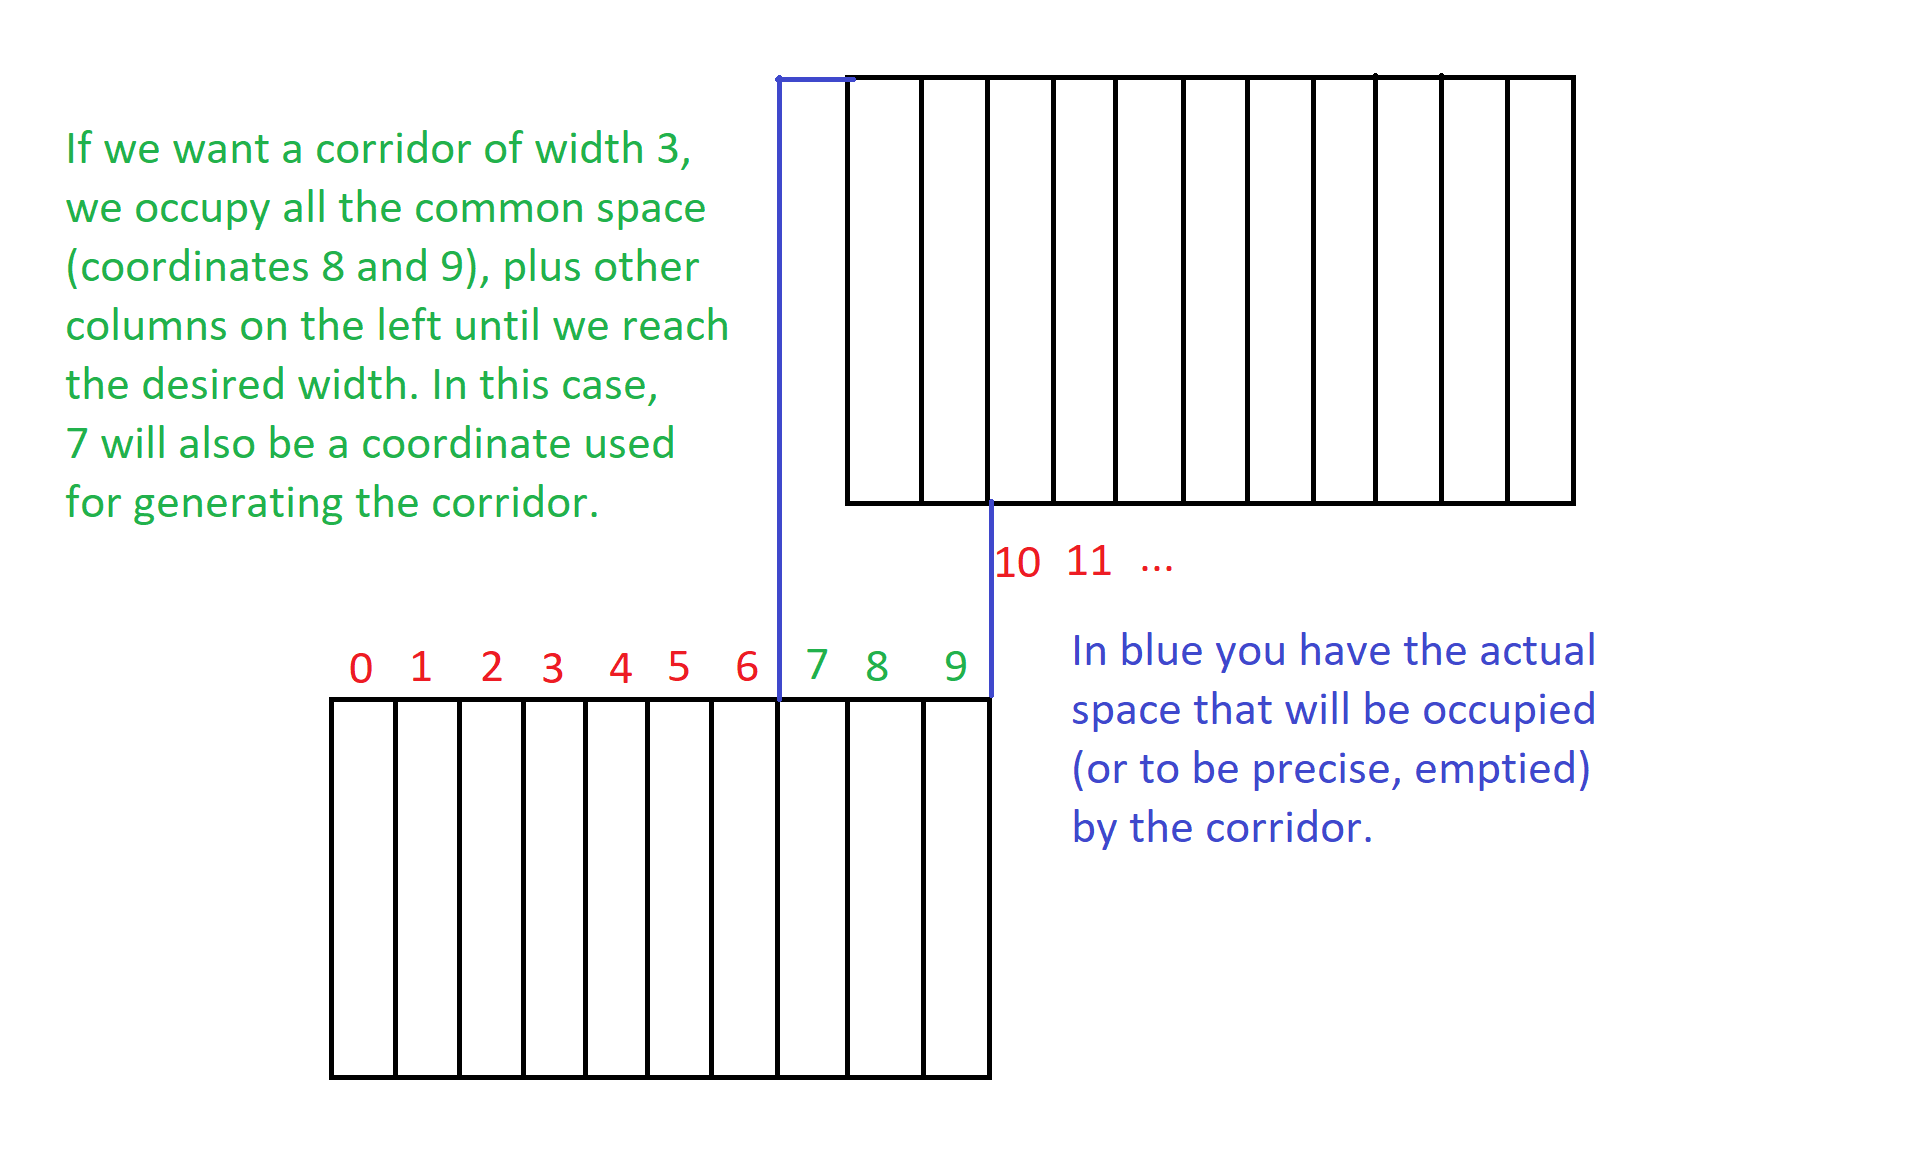 If we want a corridor of width 3,
we occupy all the common space
(coordinates 8 and 9), plus other
columns on the left until we reach
the desired width. In this case,
7 will also be a coordinate used
for generating the corridor.
10 11 ...
0 1 2 3 4 5 6 7 8 9
In blue you have the actual
space that will be occupied
(or to be precise, emptied)
by the corridor.